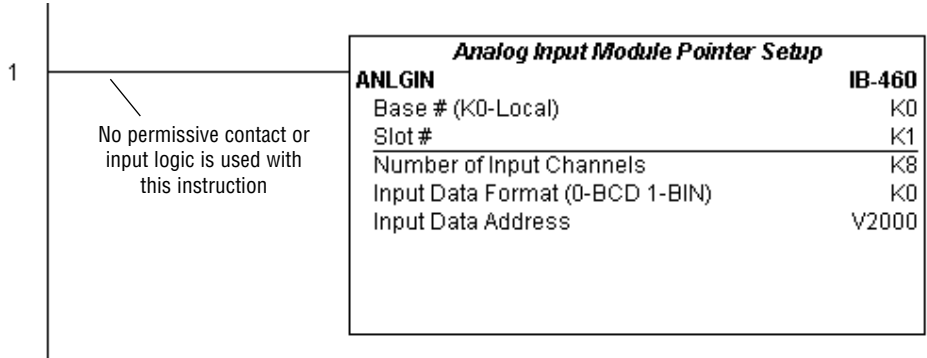 1
No permissive contact or
input logic is used with
this instruction
Analog Input Module Pointer Setup
ANLGIN IB-460
Base # (K0-Local) K0
Slot # K1
Number of Input Channels K8
Input Data Format (0-BCD 1-BIN) K0
Input Data Address V2000